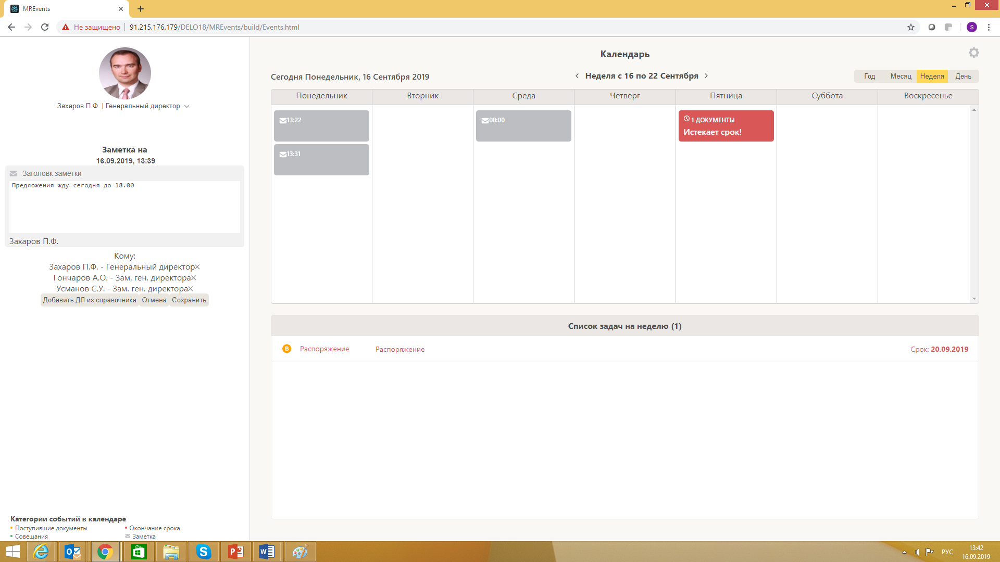 MREvents
Не защищено
91.215.176.179/DELO18/MREvents/build/Events.html
S
Захаров П.Ф. | Генеральный директор
Заметка на
16.09.2019, 13:39
Заголовк заметки
Предложения жду сегодня до 18.00
Захаров П.Ф.
Кому:
Захаров П.Ф. - Генеральный директор
Гончаров А.О. - Зам. ген. директора
Усманов С.У. - Зам. ген. директора
Добавить ДЛ из справочника Отмена Сохранить
Категории событий в календаре
Поступившие документы Окончание срока
Совещания Заметка
Календарь
Сегодня Понедельник, 16 Сентября 2019
Неделя с 16 по 22 Сентября
Год Месяц Неделя День
Понедельник Вторник Среда Четверг Пятница Суббота Воскресенье
13:22
08:00
1 ДОКУМЕНТЫ
Истекает срок!
13:31
Список задач на неделю (1)
В Распоряжение Распоряжение Срок: 20.09.2019
РУС
13:42
16.09.2019